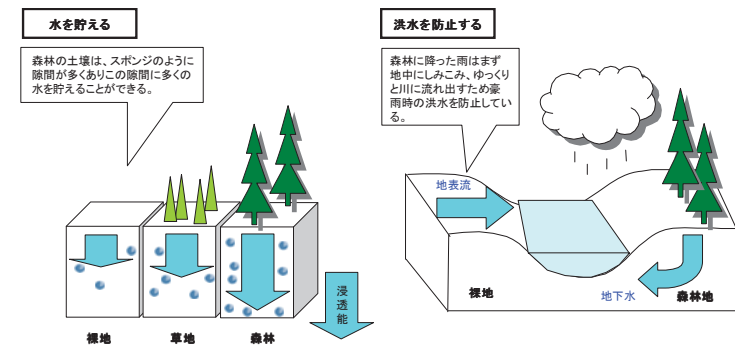 水を貯える
森林の土壌は、スポンジのように
隙間が多くありこの隙間に多くの
水を貯えることができる。
浸透能
裸地
草地
森林
洪水を防止する
森林に降った雨はまず
地中にしみこみ、ゆっくり
と川に流れ出すため豪
雨時の洪水を防止してい
る。
地表流
裸地
地下水
森林地